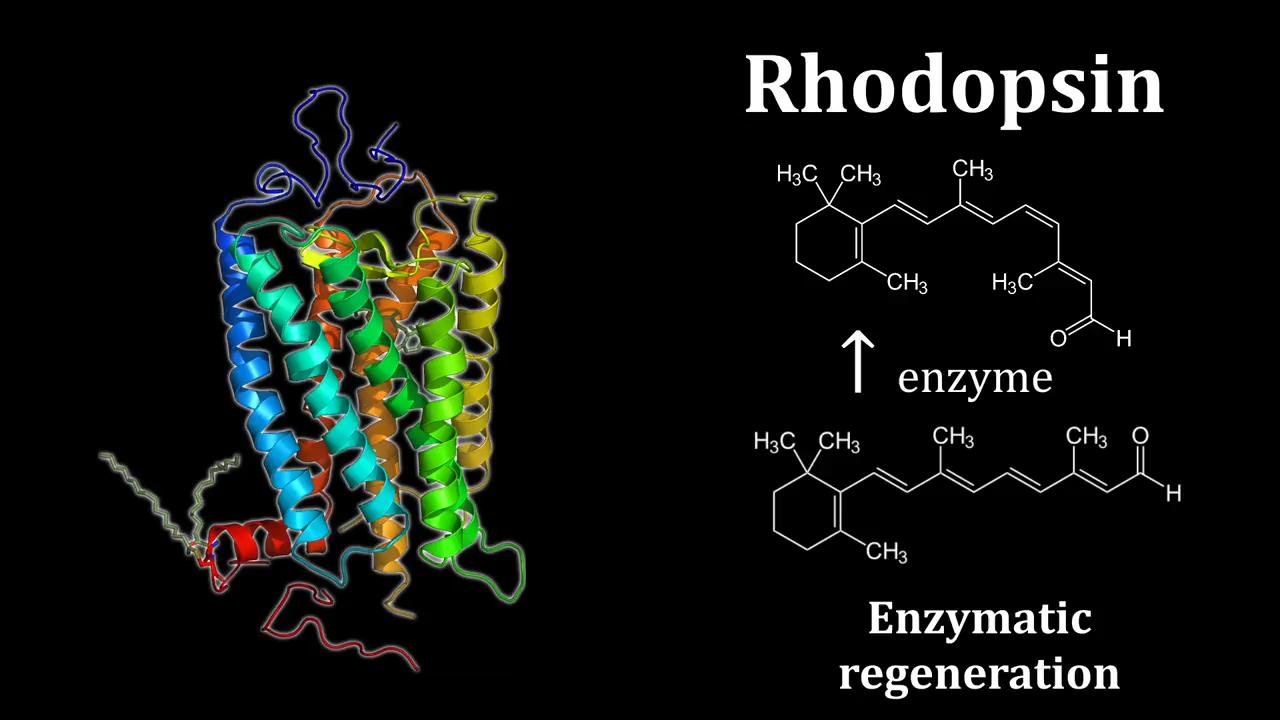 Rhodopsin
H₃C CH₃ CH₃
CH₃ H₃C
O H
enzyme
H₃C CH₃ CH₃ CH₃ O
H
CH₃
Enzymatic
regeneration